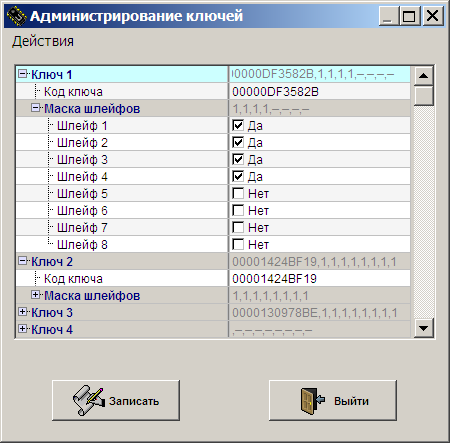 Администрирование ключей
Действия
Ключ 1 00000DF3582B,1,1,1,1,–,–,–,–
Код ключа 00000DF3582B
Маска шлейфов 1,1,1,1,–,–,–,–
Шлейф 1 Да
Шлейф 2 Да
Шлейф 3 Да
Шлейф 4 Да
Шлейф 5 Нет
Шлейф 6 Нет
Шлейф 7 Нет
Шлейф 8 Нет
Ключ 2 00001424BF19,1,1,1,1,1,1,1,1
Код ключа 00001424BF19
Маска шлейфов 1,1,1,1,1,1,1,1
Ключ 3 0000130978BE,1,1,1,1,1,1,1,1
Ключ 4 ,–,–,–,–,–,–,–,–
Записать Выйти